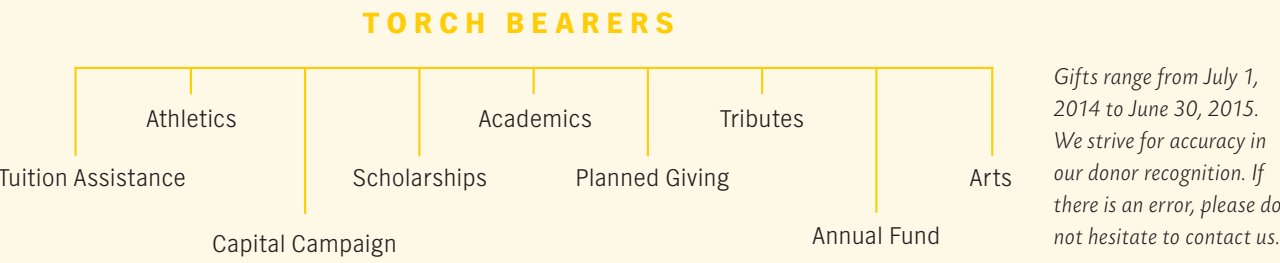 TORCH BEARERS
Athletics
Academics
Tributes
Tuition Assistance
Scholarships
Planned Giving
Arts
Capital Campaign
Annual Fund
Gifts range from July 1,
2014 to June 30, 2015.
We strive for accuracy in
our donor recognition. If
there is an error, please do
not hesitate to contact us.